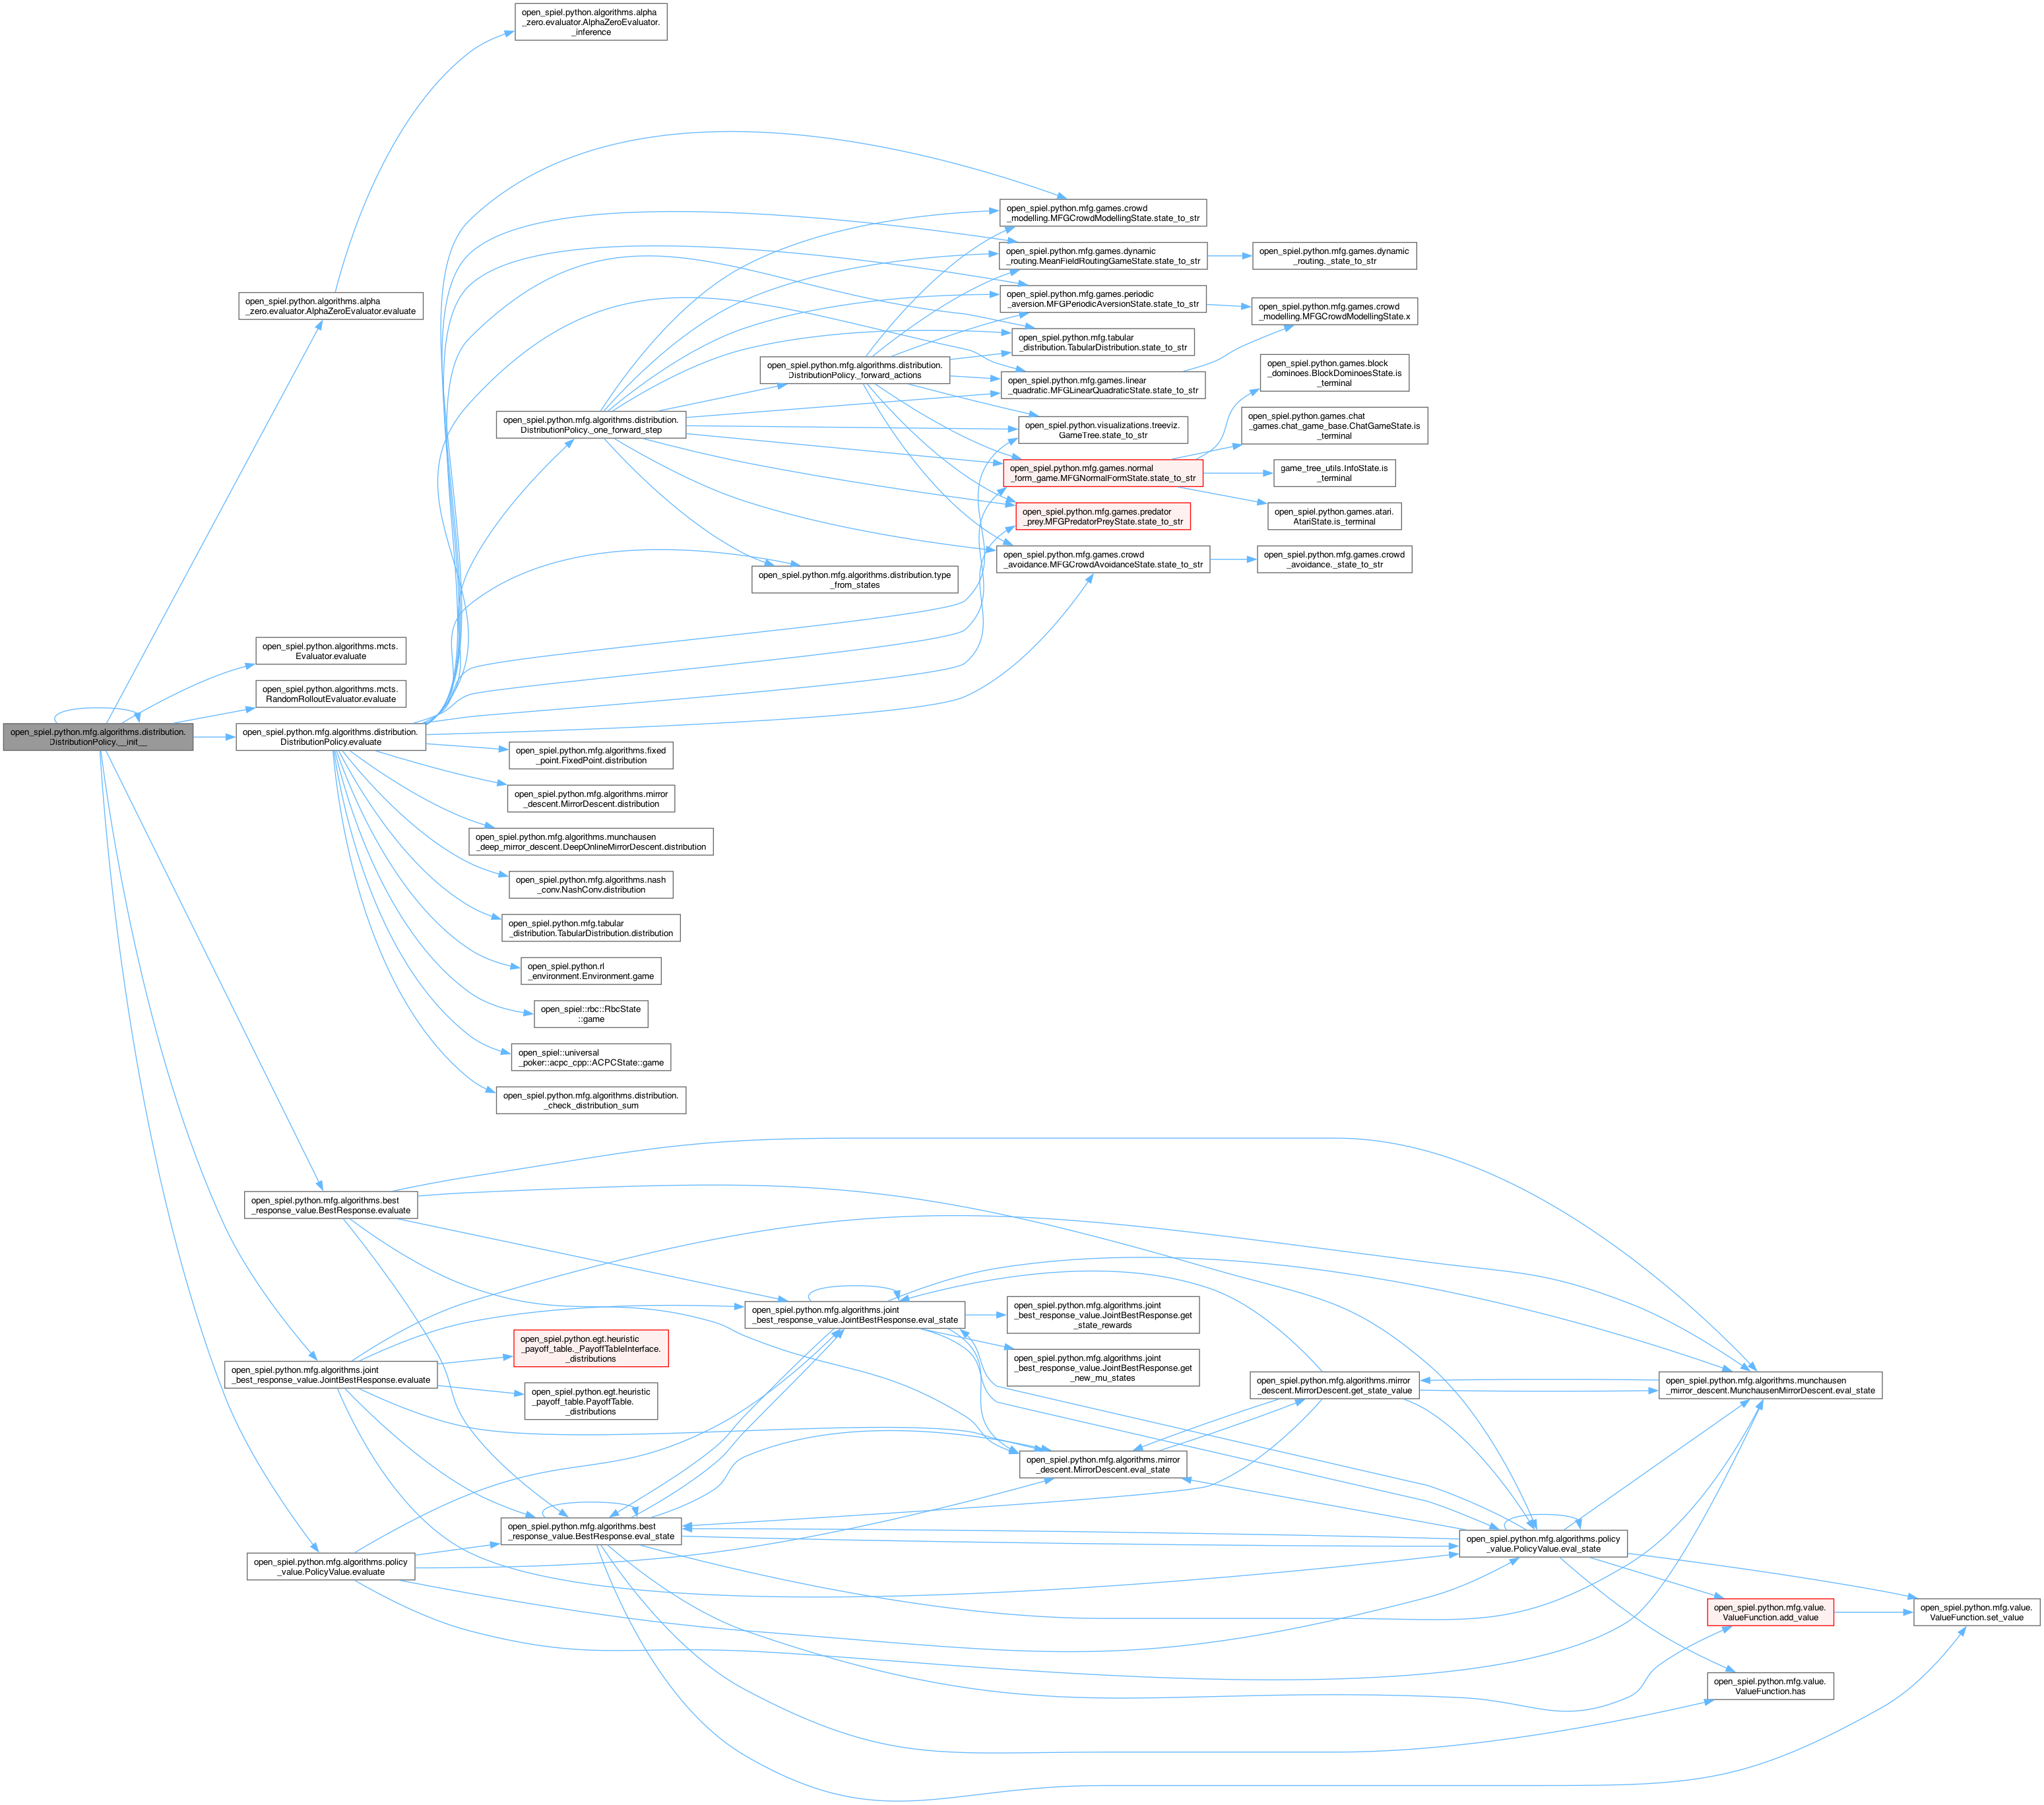 open_spiel.python.algorithms.alpha
_zero.evaluator.AlphaZeroEvaluator.
_inference
open_spiel.python.mfg.games.crowd
_modelling.MFGCrowdModellingState.state_to_str
open_spiel.python.mfg.games.dynamic
_routing.MeanFieldRoutingGameState.state_to_str
open_spiel.python.mfg.games.dynamic
_routing._state_to_str
open_spiel.python.algorithms.alpha
_zero.evaluator.AlphaZeroEvaluator.evaluate
open_spiel.python.mfg.games.periodic
_aversion.MFGPeriodicAversionState.state_to_str
open_spiel.python.mfg.games.crowd
_modelling.MFGCrowdModellingState.x
open_spiel.python.mfg.tabular
_distribution.TabularDistribution.state_to_str
open_spiel.python.mfg.algorithms.distribution.
DistributionPolicy._forward_actions
open_spiel.python.mfg.games.linear
_quadratic.MFGLinearQuadraticState.state_to_str
open_spiel.python.games.block
_dominoes.BlockDominoesState.is
_terminal
open_spiel.python.mfg.algorithms.distribution.
DistributionPolicy._one_forward_step
open_spiel.python.visualizations.treeviz.
GameTree.state_to_str
open_spiel.python.games.chat
_games.chat_game_base.ChatGameState.is
_terminal
open_spiel.python.mfg.games.normal
_form_game.MFGNormalFormState.state_to_str
game_tree_utils.InfoState.is
_terminal
open_spiel.python.mfg.games.predator
_prey.MFGPredatorPreyState.state_to_str
open_spiel.python.games.atari.
AtariState.is_terminal
open_spiel.python.mfg.games.crowd
_avoidance.MFGCrowdAvoidanceState.state_to_str
open_spiel.python.mfg.games.crowd
_avoidance._state_to_str
open_spiel.python.mfg.algorithms.distribution.type
_from_states
open_spiel.python.algorithms.mcts.
Evaluator.evaluate
open_spiel.python.algorithms.mcts.
RandomRolloutEvaluator.evaluate
open_spiel.python.mfg.algorithms.distribution.
DistributionPolicy.__init__
open_spiel.python.mfg.algorithms.distribution.
DistributionPolicy.evaluate
open_spiel.python.mfg.algorithms.fixed
_point.FixedPoint.distribution
open_spiel.python.mfg.algorithms.mirror
_descent.MirrorDescent.distribution
open_spiel.python.mfg.algorithms.munchausen
_deep_mirror_descent.DeepOnlineMirrorDescent.distribution
open_spiel.python.mfg.algorithms.nash
_conv.NashConv.distribution
open_spiel.python.mfg.tabular
_distribution.TabularDistribution.distribution
open_spiel.python.rl
_environment.Environment.game
open_spiel::rbc::RbcState
::game
open_spiel::universal
_poker::acpc_cpp::ACPCState::game
open_spiel.python.mfg.algorithms.distribution.
_check_distribution_sum
open_spiel.python.mfg.algorithms.best
_response_value.BestResponse.evaluate
open_spiel.python.mfg.algorithms.joint
_best_response_value.JointBestResponse.eval_state
open_spiel.python.mfg.algorithms.joint
_best_response_value.JointBestResponse.get
_state_rewards
open_spiel.python.egt.heuristic
_payoff_table._PayoffTableInterface.
_distributions
open_spiel.python.mfg.algorithms.joint
_best_response_value.JointBestResponse.get
_new_mu_states
open_spiel.python.mfg.algorithms.joint
_best_response_value.JointBestResponse.evaluate
open_spiel.python.egt.heuristic
_payoff_table.PayoffTable.
_distributions
open_spiel.python.mfg.algorithms.mirror
_descent.MirrorDescent.get_state_value
open_spiel.python.mfg.algorithms.munchausen
_mirror_descent.MunchausenMirrorDescent.eval_state
open_spiel.python.mfg.algorithms.mirror
_descent.MirrorDescent.eval_state
open_spiel.python.mfg.algorithms.best
_response_value.BestResponse.eval_state
open_spiel.python.mfg.algorithms.policy
_value.PolicyValue.eval_state
open_spiel.python.mfg.algorithms.policy
_value.PolicyValue.evaluate
open_spiel.python.mfg.value.
ValueFunction.add_value
open_spiel.python.mfg.value.
ValueFunction.set_value
open_spiel.python.mfg.value.
ValueFunction.has